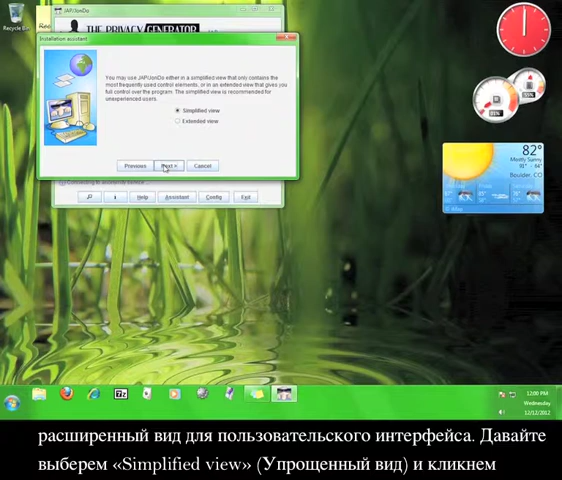 JAP/JonDo
THE PRIVACY GENERATOR
Recycle Bin
Installation assistant
You may use JAP/JonDo either in a simplified view that only contains the
most frequently used control elements, or in an extended view that gives you
full control over the program. The simplified view is recommended for
unexperienced users.
Simplified view
Extended view
Previous
Next >
Cancel
Help
Assistant
Config
Exit
82°
Mostly Sunny
Boulder, CO
12:00 PM
Wednesday
12/12/2012
расширенный вид для пользовательского интерфейса. Давайте
выберем «Simplified view» (Упрощенный вид) и кликнем